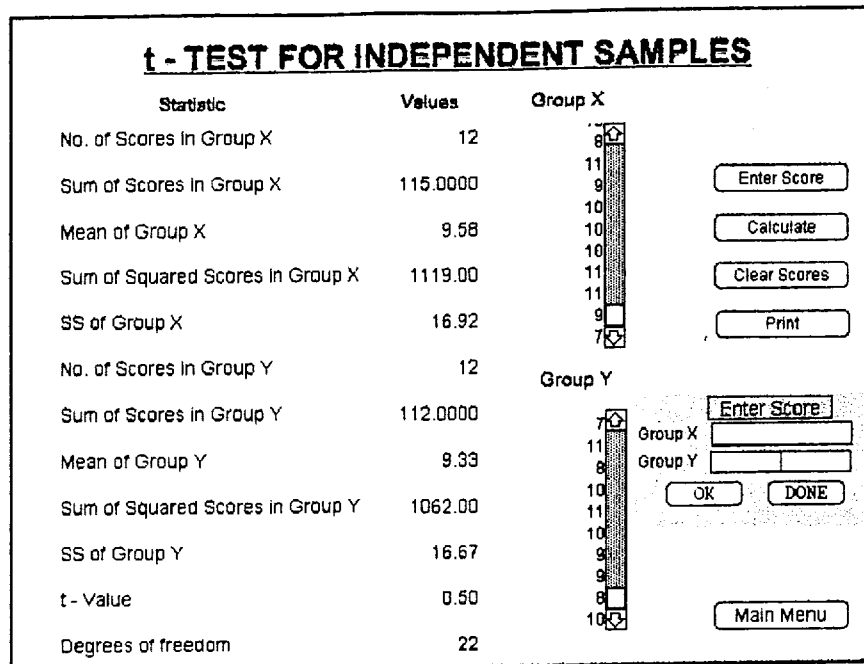 t - TEST FOR INDEPENDENT SAMPLES
Statistic Values Group X
No. of Scores in Group X 12
Sum of Scores in Group X 115.0000
Mean of Group X 9.58
Sum of Squared Scores in Group X 1119.00
SS of Group X 16.92
No. of Scores in Group Y 12
Sum of Scores in Group Y 112.0000
Mean of Group Y 9.33
Sum of Squared Scores in Group Y 1062.00
SS of Group Y 16.67
t - Value 0.50
Degrees of freedom 22
8
11
9
10
10
10
11
11
9
7
Group Y
7
11
8
10
11
10
9
9
8
10
Enter Score
Calculate
Clear Scores
Print
Enter Score
Group X
Group Y
OK DONE
Main Menu